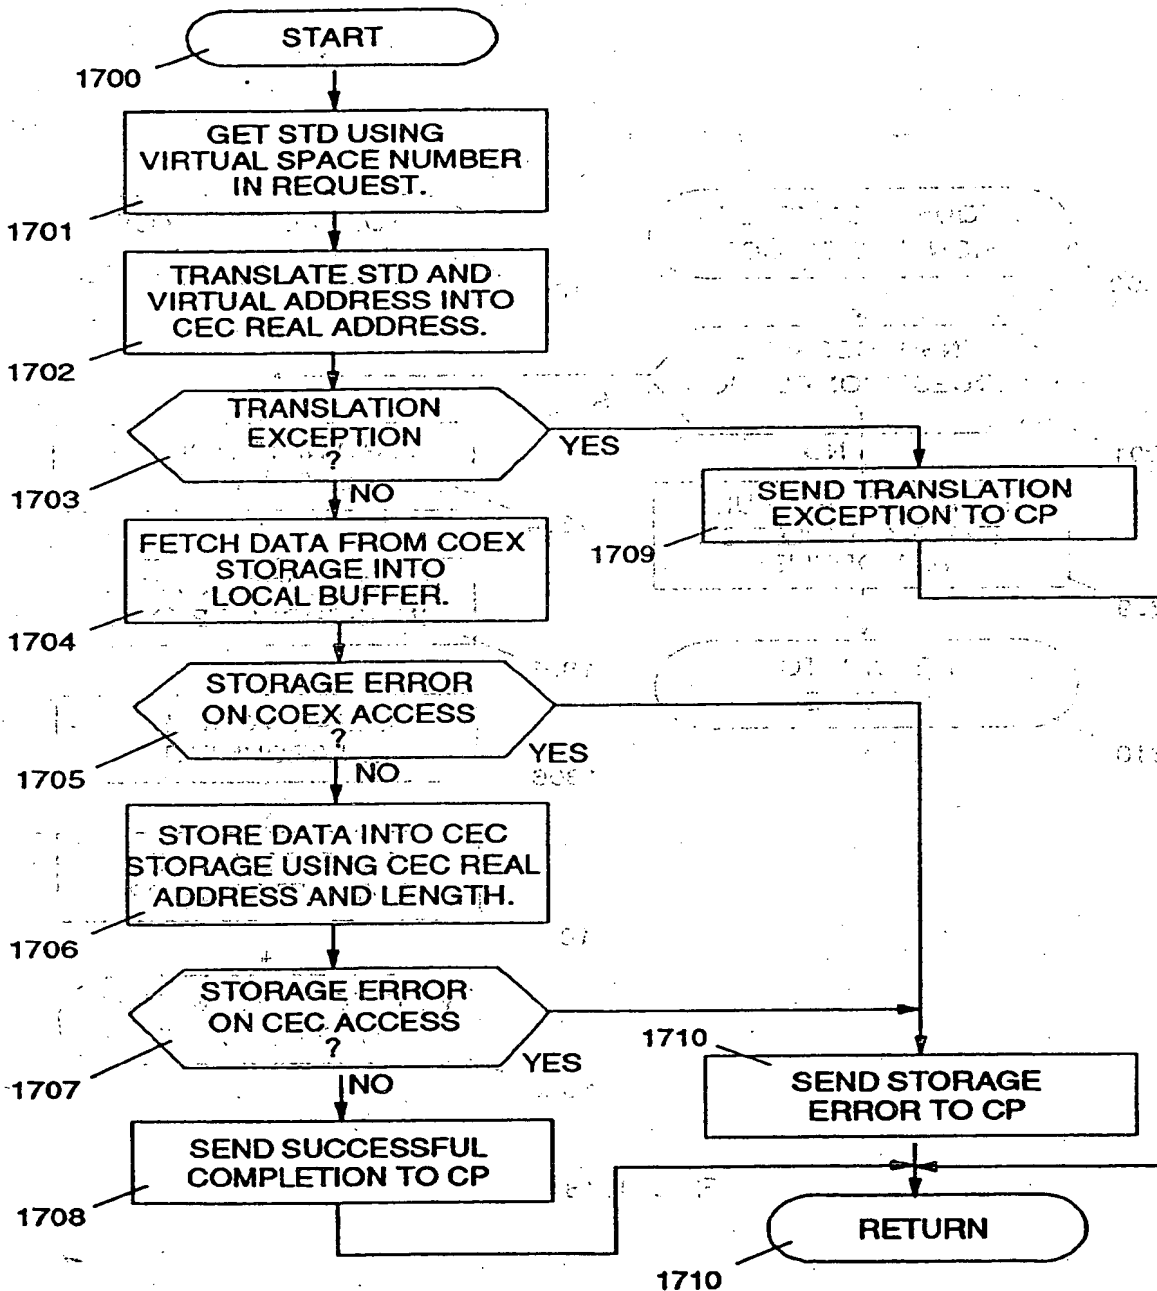 START
1700
GET STD USING
VIRTUAL SPACE NUMBER
IN REQUEST.
1701
TRANSLATE STD AND
VIRTUAL ADDRESS INTO
CEC REAL ADDRESS.
1702
TRANSLATION
EXCEPTION
?
YES
1703
NO
SEND TRANSLATION
EXCEPTION TO CP
1709
FETCH DATA FROM COEX
STORAGE INTO
LOCAL BUFFER.
1704
STORAGE ERROR
ON COEX ACCESS
?
YES
1705
NO
STORE DATA INTO CEC
STORAGE USING CEC REAL
ADDRESS AND LENGTH.
1706
STORAGE ERROR
ON CEC ACCESS
?
YES
1707
NO
1710
SEND STORAGE
ERROR TO CP
SEND SUCCESSFUL
COMPLETION TO CP
1708
RETURN
1710